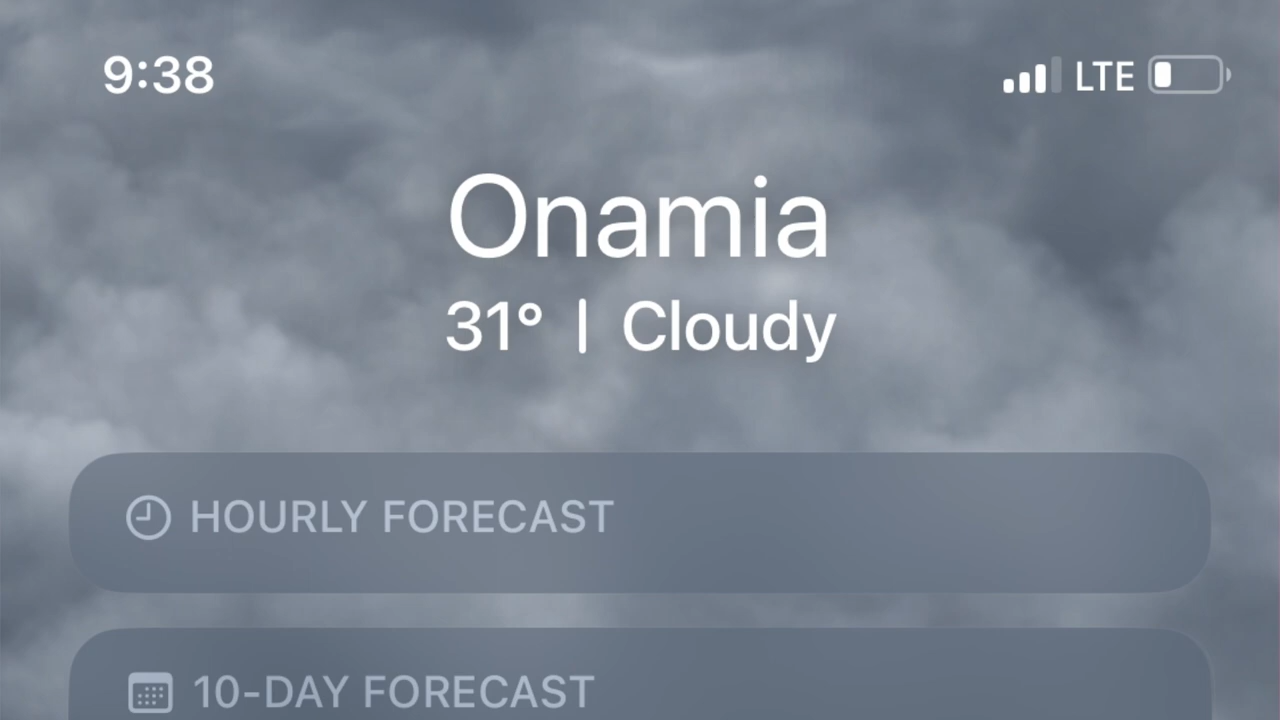 9:38 LTE
Onamia
31° | Cloudy
HOURLY FORECAST
10-DAY FORECAST